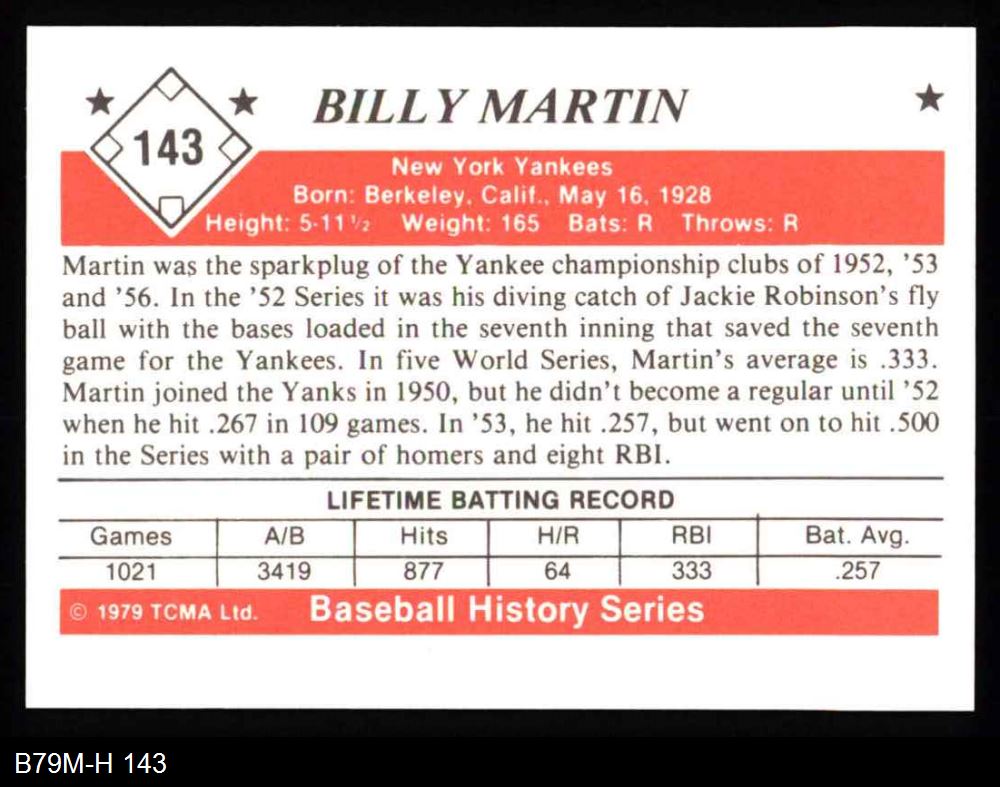 143
BILLY MARTIN
New York Yankees
Born: Berkeley, Calif., May 16, 1928
Height: 5-11 1/2 Weight: 165 Bats: R Throws: R
Martin was the sparkplug of the Yankee championship clubs of 1952, '53
and '56. In the '52 Series it was his diving catch of Jackie Robinson's fly
ball with the bases loaded in the seventh inning that saved the seventh
game for the Yankees. In five World Series, Martin's average is .333.
Martin joined the Yanks in 1950, but he didn't become a regular until '52
when he hit .267 in 109 games. In '53, he hit .257, but went on to hit .500
in the Series with a pair of homers and eight RBI.
LIFETIME BATTING RECORD
Games A/B Hits H/R RBI Bat. Avg.
1021 3419 877 64 333 .257
© 1979 TCMA Ltd. Baseball History Series
B79M-H 143